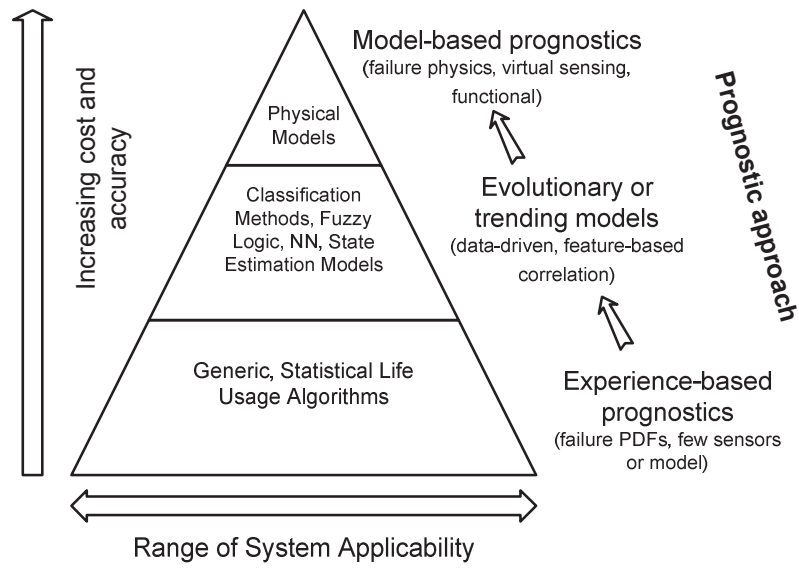 Increasing cost and
accuracy
Physical
Models
Classification
Methods, Fuzzy
Logic, NN, State
Estimation Models
Generic, Statistical Life
Usage Algorithms
Range of System Applicability
Model-based prognostics
(failure physics, virtual sensing,
functional)
Evolutionary or
trending models
(data-driven, feature-based
correlation)
Experience-based
prognostics
(failure PDFs, few sensors
or model)
Prognostic approach